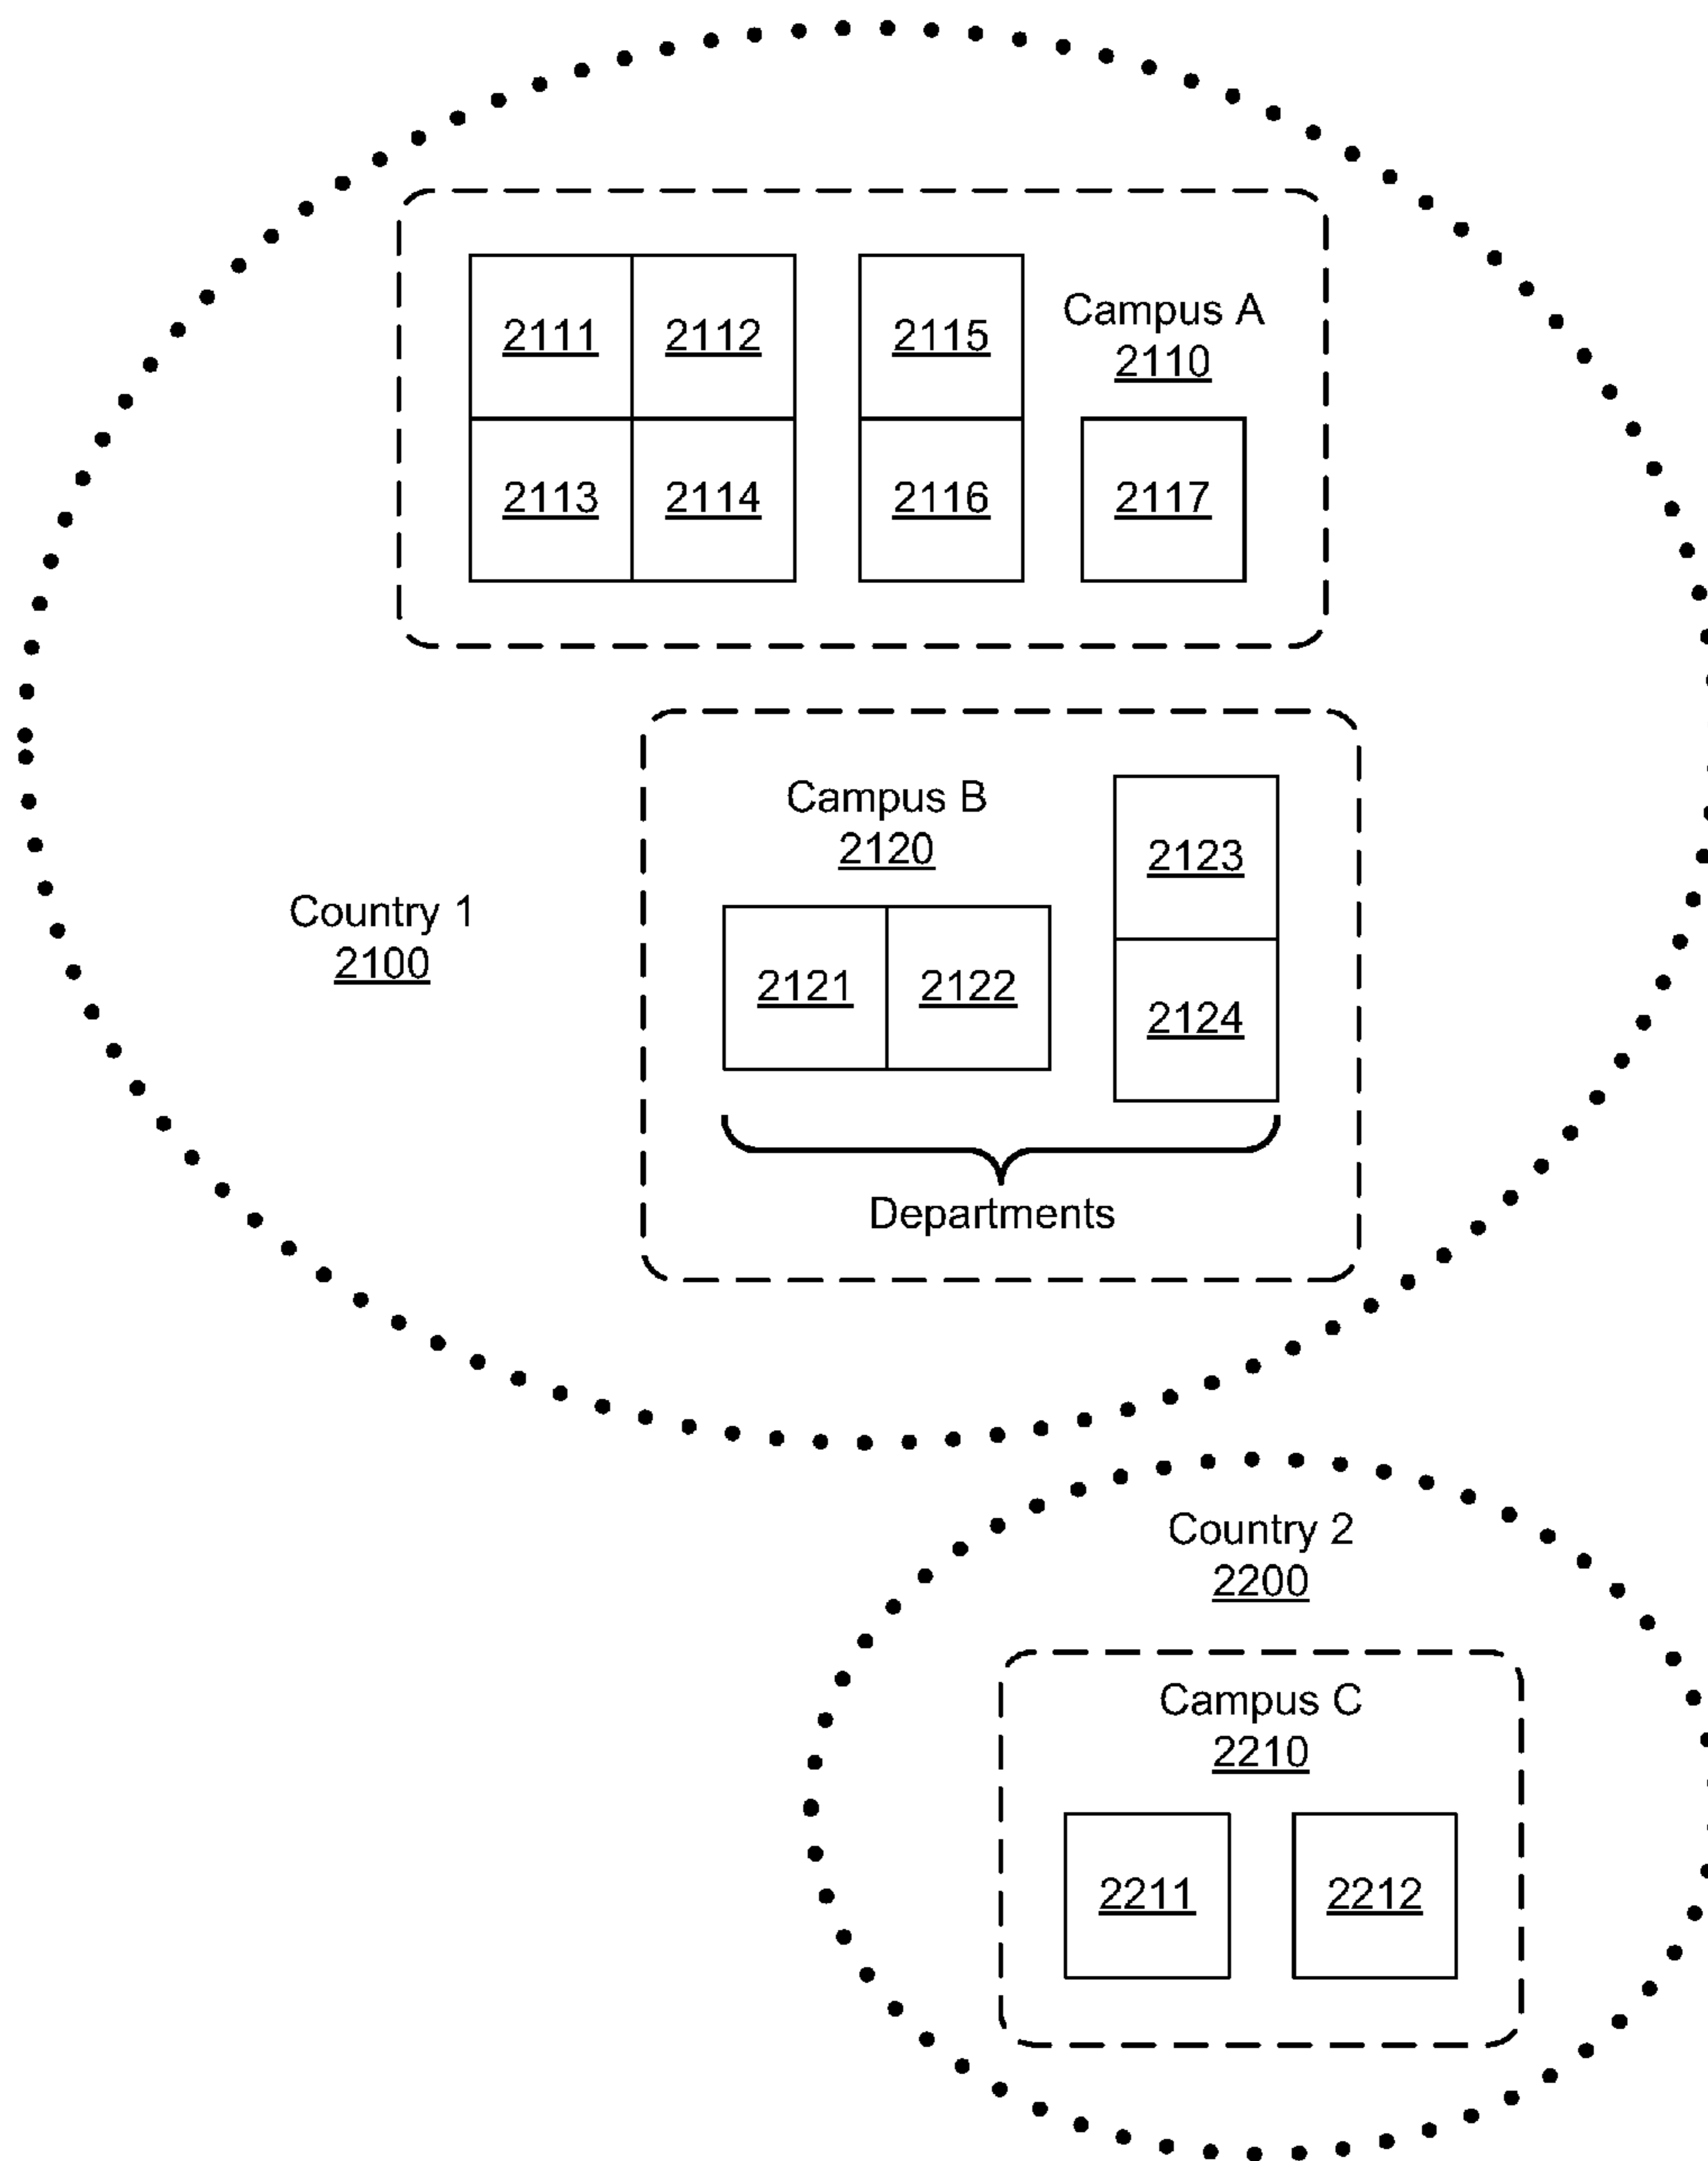 2111 2112 2115 Campus A
2110
2113 2114 2116 2117
Campus B
2120
2123
Country 1
2100
2121 2122
2124
Departments
Country 2
2200
Campus C
2210
2211 2212